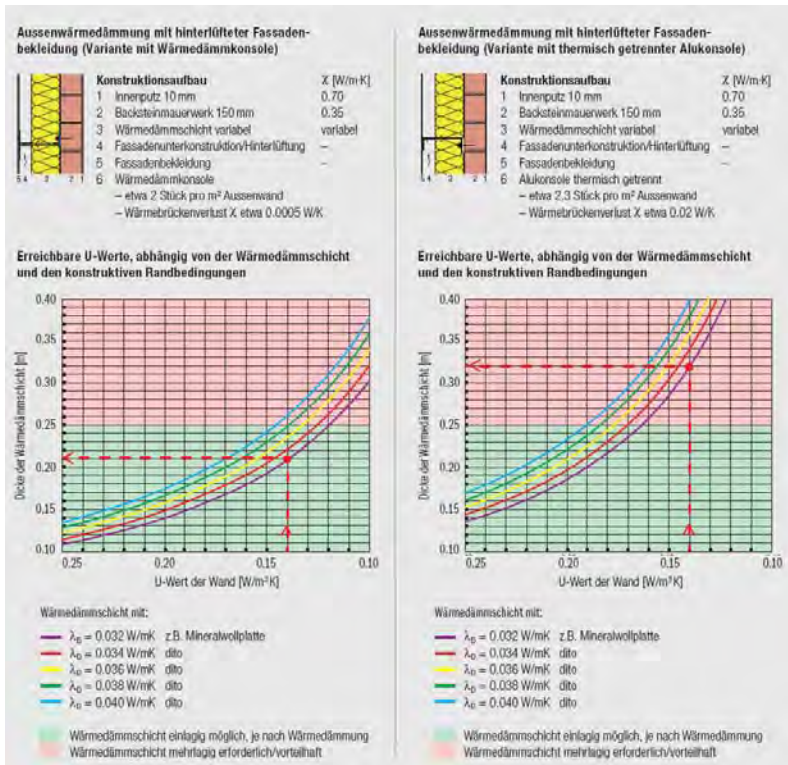 Aussenwärmedämmung mit hinterlüfteter Fassaden-
bekleidung (Variante mit Wärmedämmkonsole)
Konstruktionsaufbau λ [W/m·K]
1 Innenputz 10 mm 0.70
2 Backsteinmauerwerk 150 mm 0.35
3 Wärmedämmschicht variabel variabel
4 Fassadenunterkonstruktion/Hinterlüftung –
5 Fassadenbekleidung –
6 Wärmedämmkonsole
– etwa 2 Stück pro m² Aussenwand
– Wärmebrückenverlust X etwa 0.0005 W/K
5 4 3 2 1
Erreichbare U-Werte, abhängig von der Wärmedämmschicht
und den konstruktiven Randbedingungen
Dicke der Wärmedämmschicht [m]
0.40
0.35
0.30
0.25
0.20
0.15
0.10
0.25 0.20 0.15 0.10
U-Wert der Wand [W/m²K]
Wärmedämmschicht mit:
λD = 0.032 W/mK z.B. Mineralwollplatte
λD = 0.034 W/mK dito
λD = 0.036 W/mK dito
λD = 0.038 W/mK dito
λD = 0.040 W/mK dito
Wärmedämmschicht einlagig möglich, je nach Wärmedämmung
Wärmedämmschicht mehrlagig erforderlich/vorteilhaft
Aussenwärmedämmung mit hinterlüfteter Fassaden-
bekleidung (Variante mit thermisch getrennter Alukonsole)
Konstruktionsaufbau λ [W/m·K]
1 Innenputz 10 mm 0.70
2 Backsteinmauerwerk 150 mm 0.35
3 Wärmedämmschicht variabel variabel
4 Fassadenunterkonstruktion/Hinterlüftung –
5 Fassadenbekleidung –
6 Alukonsole thermisch getrennt
– etwa 2,3 Stück pro m² Aussenwand
– Wärmebrückenverlust X etwa 0.02 W/K
5 4 3 2 1
Erreichbare U-Werte, abhängig von der Wärmedämmschicht
und den konstruktiven Randbedingungen
Dicke der Wärmedämmschicht [m]
0.40
0.35
0.30
0.25
0.20
0.15
0.10
0.25 0.20 0.15 0.10
U-Wert der Wand [W/m²K]
Wärmedämmschicht mit:
λD = 0.032 W/mK z.B. Mineralwollplatte
λD = 0.034 W/mK dito
λD = 0.036 W/mK dito
λD = 0.038 W/mK dito
λD = 0.040 W/mK dito
Wärmedämmschicht einlagig möglich, je nach Wärmedämmung
Wärmedämmschicht mehrlagig erforderlich/vorteilhaft